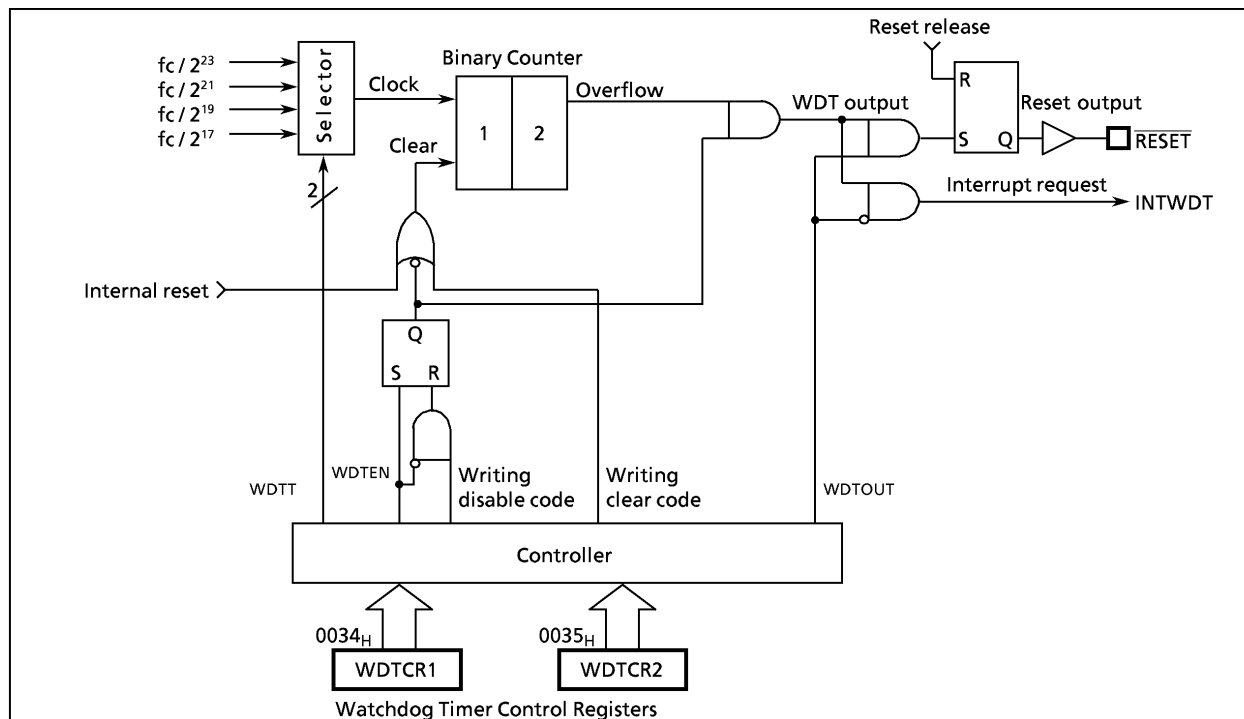 Reset release
fc / 2²³
fc / 2²¹
fc / 2¹⁹
fc / 2¹⁷
Selector
Clock
Binary Counter
1 2
Overflow
Clear
2
WDT output
R
S Q
Reset output
RESET
Interrupt request
INTWDT
Internal reset
Q
S R
WDTT
WDTEN
Writing
disable code
Writing
clear code
WDTOUT
Controller
0034H
0035H
WDTCR1
WDTCR2
Watchdog Timer Control Registers